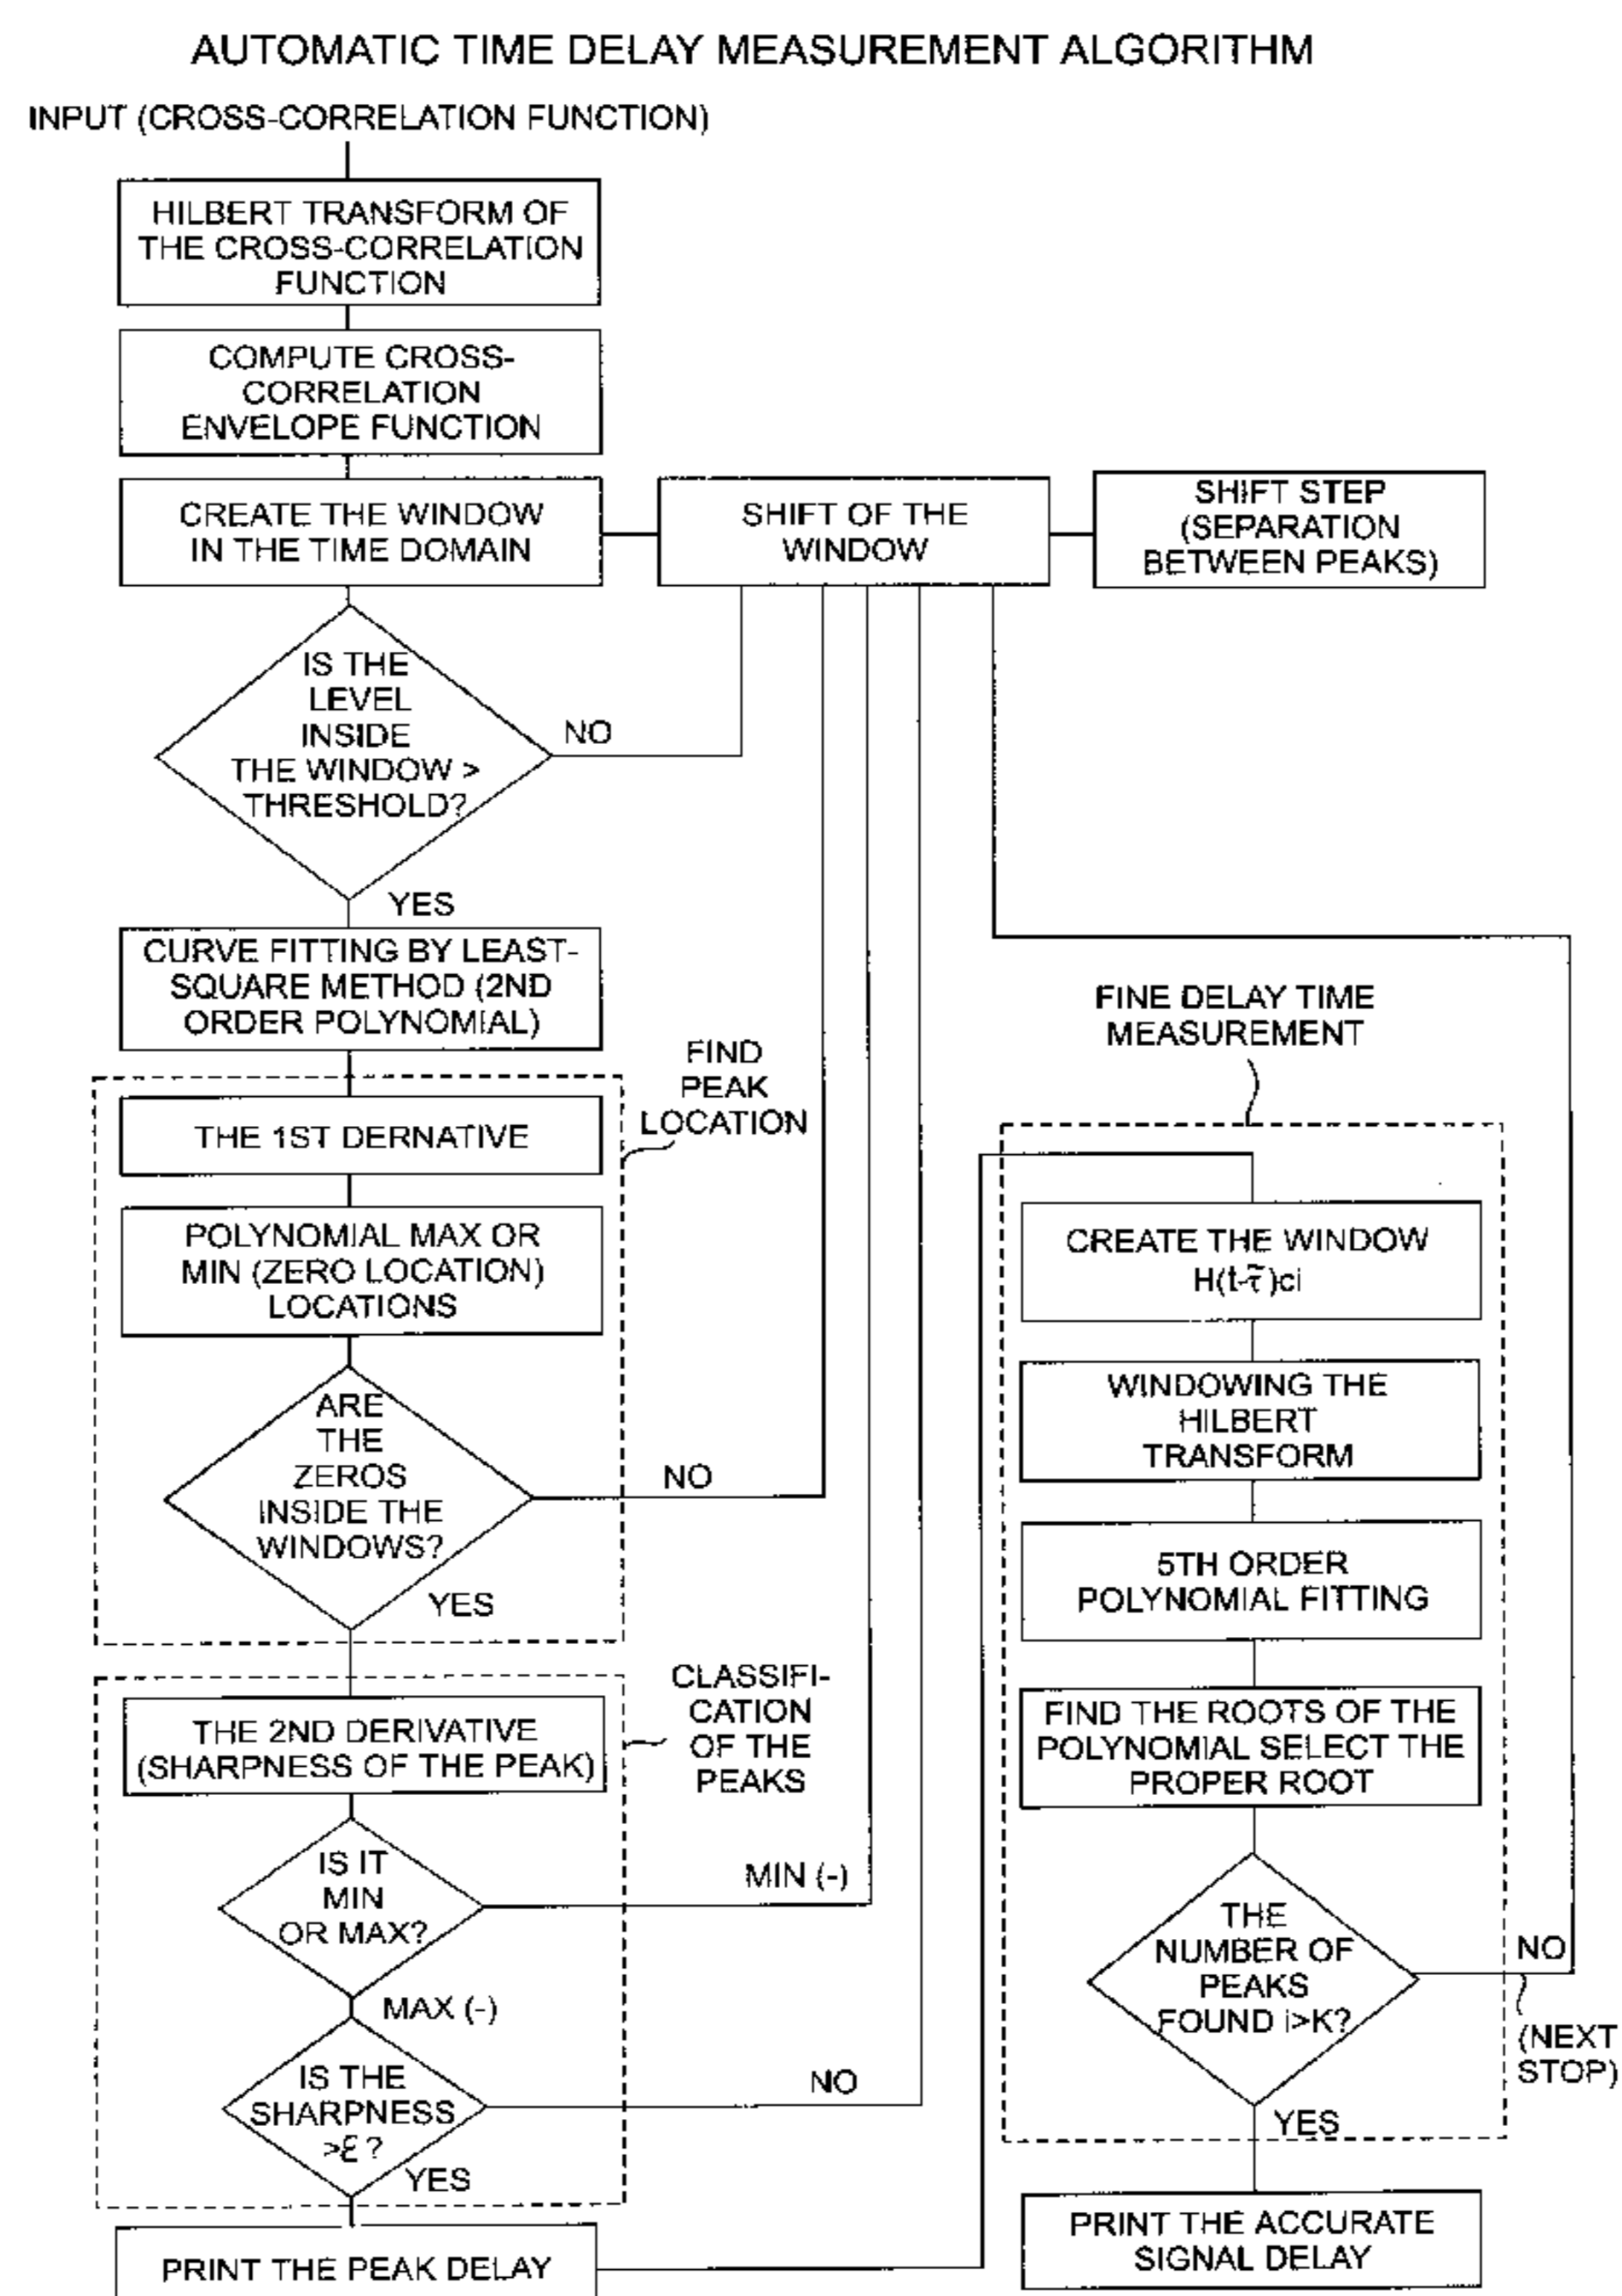 AUTOMATIC TIME DELAY MEASUREMENT ALGORITHM
INPUT (CROSS-CORRELATION FUNCTION)
HILBERT TRANSFORM OF
THE CROSS-CORRELATION
FUNCTION
COMPUTE CROSS-
CORRELATION
ENVELOPE FUNCTION
CREATE THE WINDOW
IN THE TIME DOMAIN
SHIFT OF THE
WINDOW
SHIFT STEP
(SEPARATION
BETWEEN PEAKS)
IS THE
LEVEL
INSIDE
THE WINDOW >
THRESHOLD?
NO
YES
CURVE FITTING BY LEAST-
SQUARE METHOD (2ND
ORDER POLYNOMIAL)
FIND
PEAK
LOCATION
THE 1ST DERNATIVE
POLYNOMIAL MAX OR
MIN (ZERO LOCATION)
LOCATIONS
ARE
THE
ZEROS
INSIDE THE
WINDOWS?
NO
YES
CLASSIFI-
CATION
OF THE
PEAKS
THE 2ND DERIVATIVE
(SHARPNESS OF THE PEAK)
IS IT
MIN
OR MAX?
MIN (-)
MAX (-)
IS THE
SHARPNESS
>ε?
NO
YES
PRINT THE PEAK DELAY
FINE DELAY TIME
MEASUREMENT
CREATE THE WINDOW
H(t-τ̃)ci
WINDOWING THE
HILBERT
TRANSFORM
5TH ORDER
POLYNOMIAL FITTING
FIND THE ROOTS OF THE
POLYNOMIAL SELECT THE
PROPER ROOT
THE
NUMBER OF
PEAKS
FOUND i>K?
NO
(NEXT
STOP)
YES
PRINT THE ACCURATE
SIGNAL DELAY